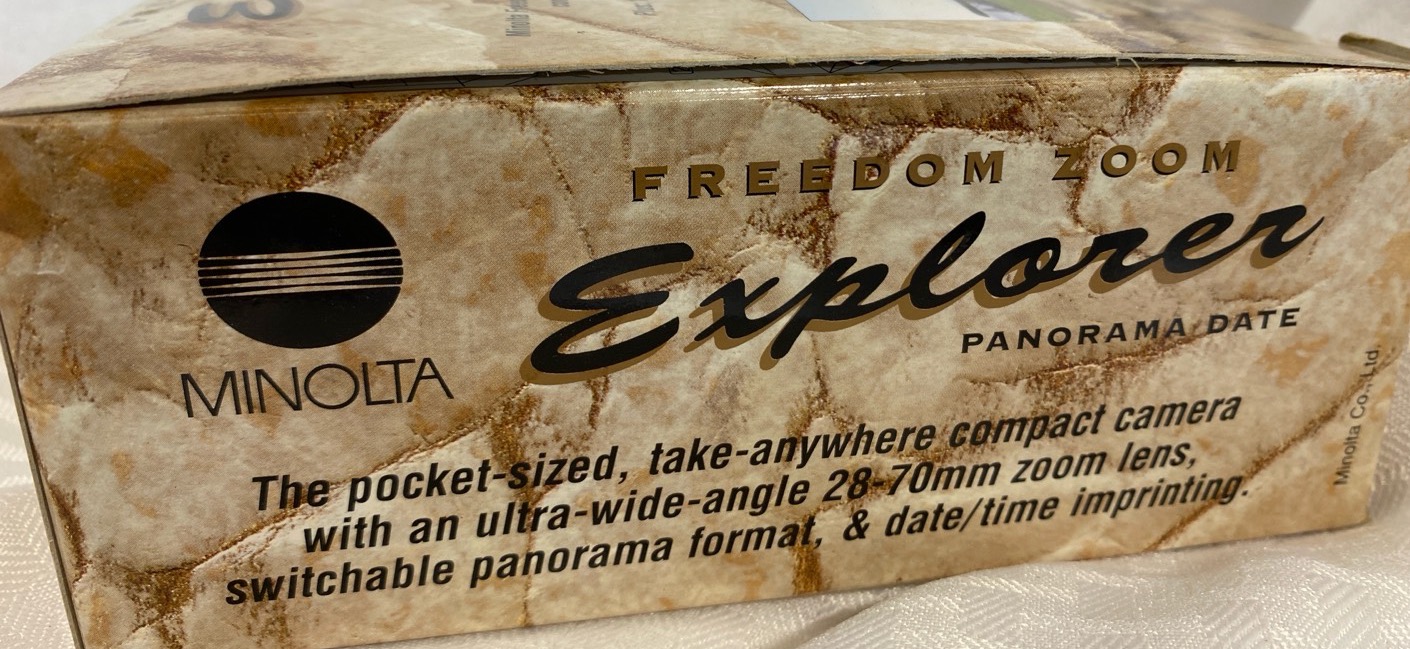 MINOLTA
FREEDOM ZOOM
Explorer
PANORAMA DATE
The pocket-sized, take-anywhere compact camera
with an ultra-wide-angle 28-70mm zoom lens,
switchable panorama format, & date/time imprinting.
Minolta Co., Ltd.